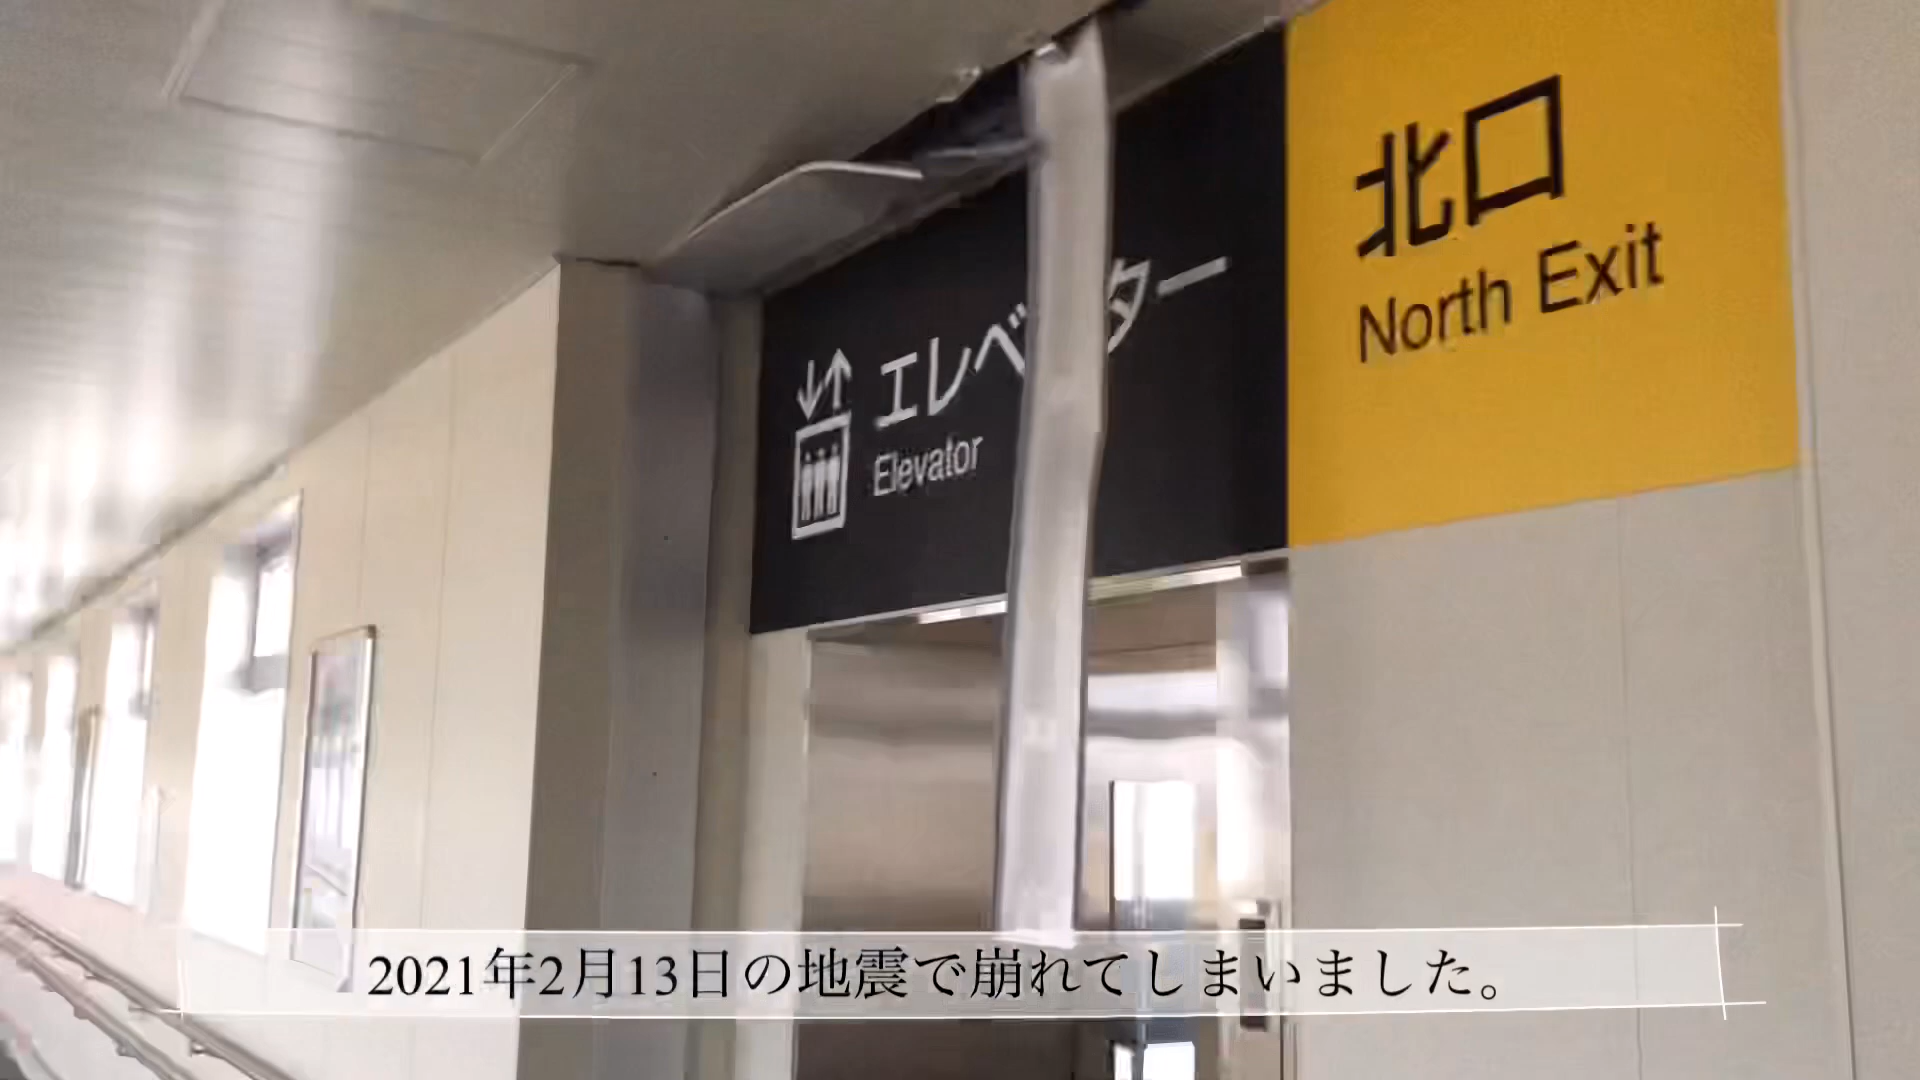 北口
North Exit
エレベ
ター
Elevator
2021年2月13日の地震で崩れてしまいました。